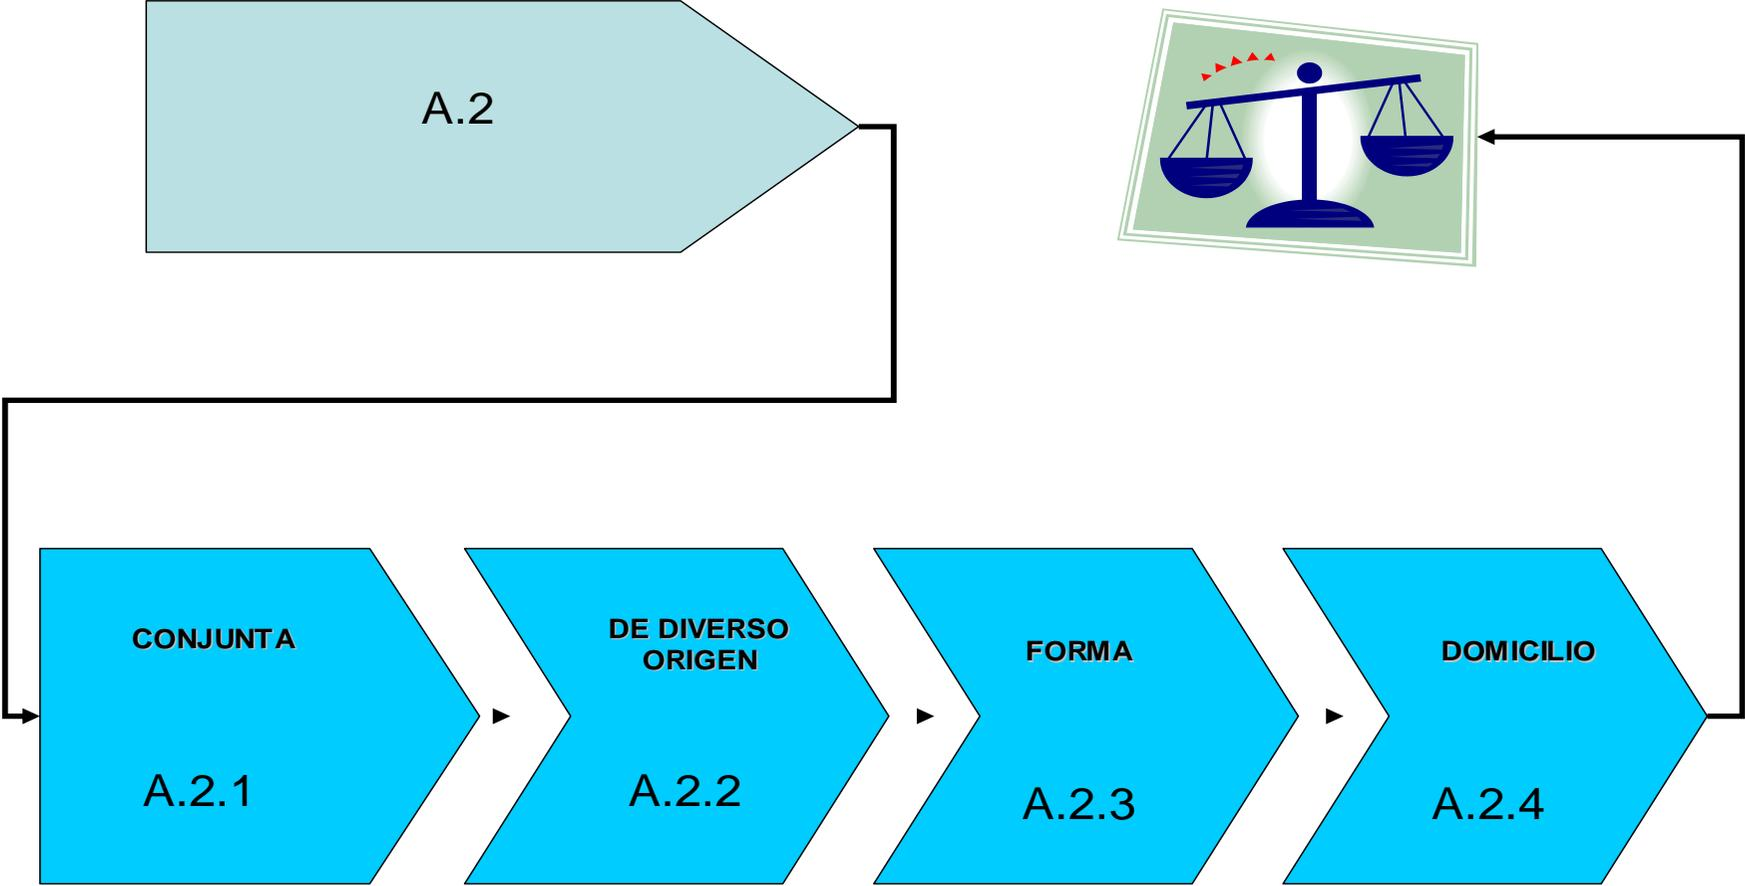 A.2
CONJUNTA
A.2.1
DE DIVERSO
ORIGEN
A.2.2
FORMA
A.2.3
DOMICILIO
A.2.4